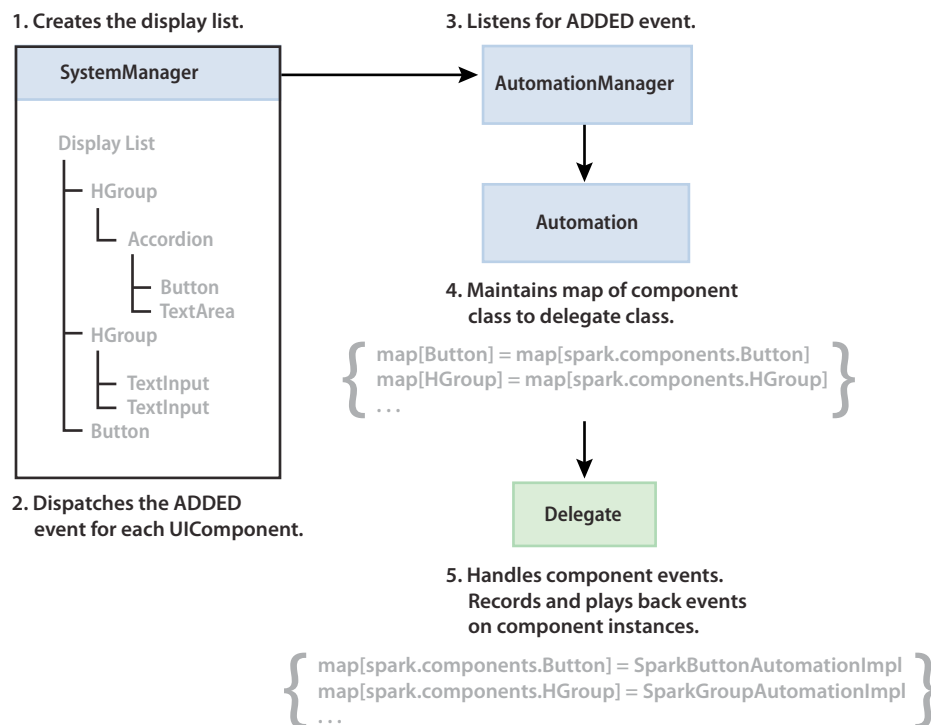 1. Creates the display list.
SystemManager
Display List
HGroup
Accordion
Button
TextArea
HGroup
TextInput
TextInput
Button
2. Dispatches the ADDED
event for each UIComponent.
3. Listens for ADDED event.
AutomationManager
Automation
4. Maintains map of component
class to delegate class.
{ map[Button] = map[spark.components.Button] }
map[HGroup] = map[spark.components.HGroup]
. . .
Delegate
5. Handles component events.
Records and plays back events
on component instances.
{ map[spark.components.Button] = SparkButtonAutomationImpl }
map[spark.components.HGroup] = SparkGroupAutomationImpl
. . .